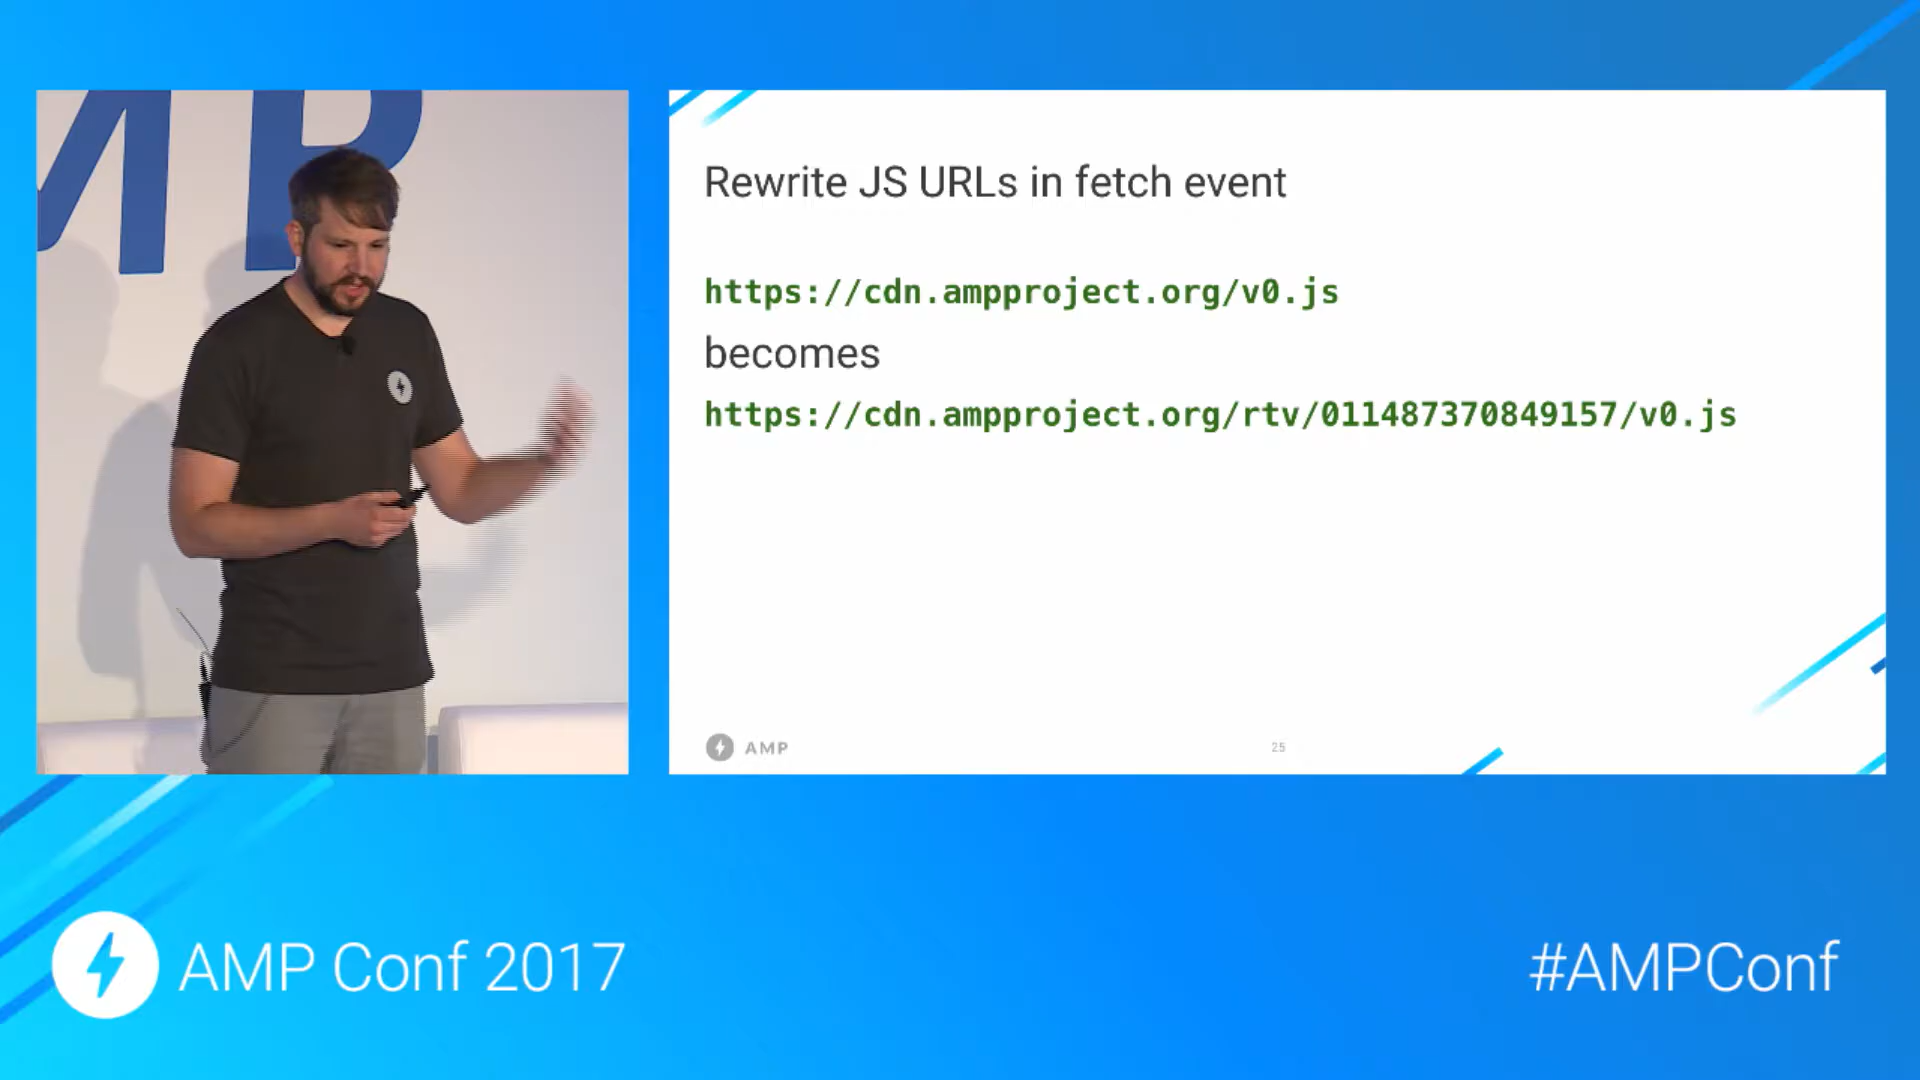 MP
Rewrite JS URLs in fetch event
https://cdn.ampproject.org/v0.js
becomes
https://cdn.ampproject.org/rtv/011487370849157/v0.js
AMP
25
AMP Conf 2017
#AMPConf